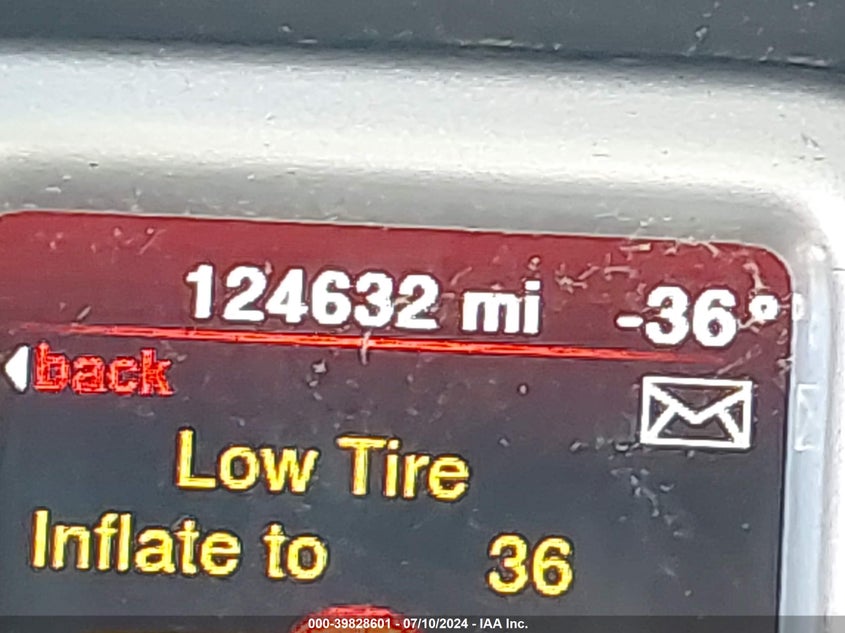 124632 mi -36°
back
Low Tire
Inflate to 36
000-39828601 - 07/10/2024 - IAA Inc.